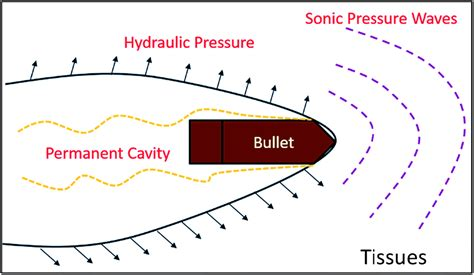 Sonic Pressure Waves
Hydraulic Pressure
Bullet
Permanent Cavity
Tissues